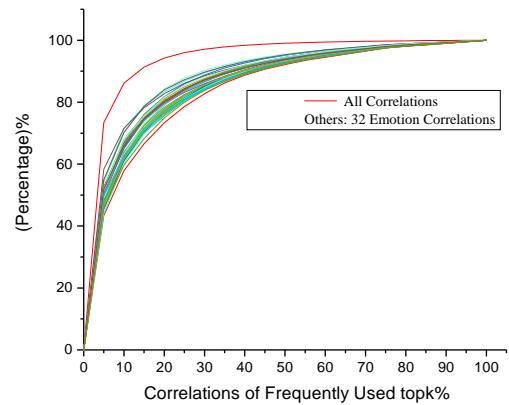 (Percentage)%
100
80
60
40
20
0
All Correlations
Others: 32 Emotion Correlations
0 10 20 30 40 50 60 70 80 90 100
Correlations of Frequently Used topk%